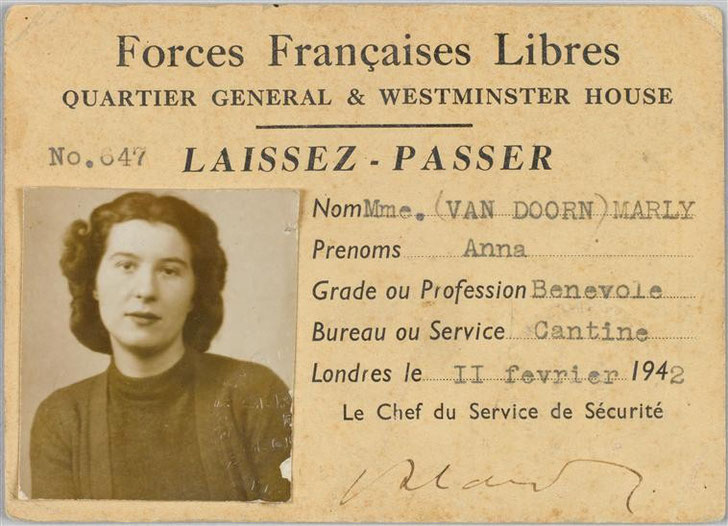 Forces Françaises Libres
QUARTIER GENERAL & WESTMINSTER HOUSE
No. 647 LAISSEZ - PASSER
Nom Mme. (VAN DOORN) MARLY
Prenoms Anna
Grade ou Profession Benevole
Bureau ou Service Cantine
Londres le II fevrier 1942
Le Chef du Service de Sécurité